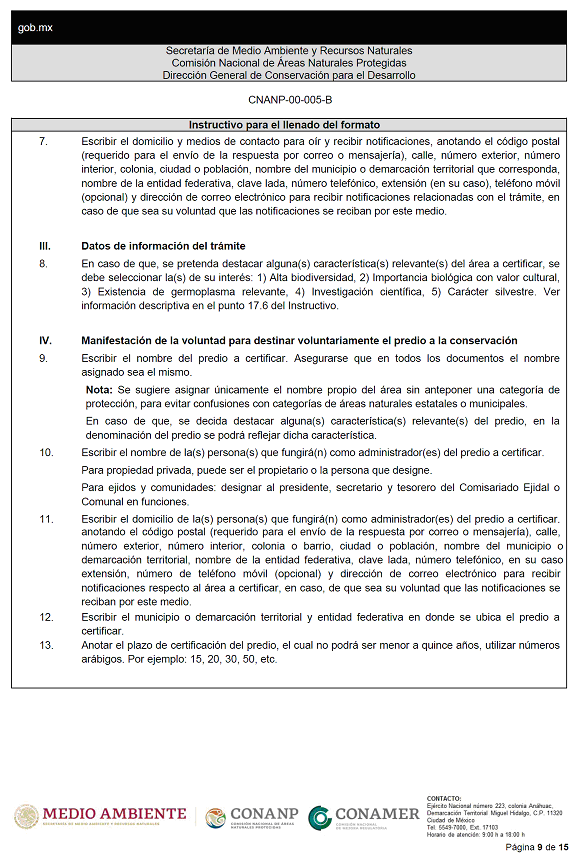 gob.mx
Secretaría de Medio Ambiente y Recursos Naturales
Comisión Nacional de Áreas Naturales Protegidas
Dirección General de Conservación para el Desarrollo
CNANP-00-005-B
Instructivo para el llenado del formato
7. Escribir el domicilio y medios de contacto para oír y recibir notificaciones, anotando el código postal
(requerido para el envío de la respuesta por correo o mensajería), calle, número exterior, número
interior, colonia, ciudad o población, nombre del municipio o demarcación territorial que corresponda,
nombre de la entidad federativa, clave lada, número telefónico, extensión (en su caso), teléfono móvil
(opcional) y dirección de correo electrónico para recibir notificaciones relacionadas con el trámite, en
caso de que sea su voluntad que las notificaciones se reciban por este medio.
III. Datos de información del trámite
8. En caso de que, se pretenda destacar alguna(s) característica(s) relevante(s) del área a certificar, se
debe seleccionar la(s) de su interés: 1) Alta biodiversidad, 2) Importancia biológica con valor cultural,
3) Existencia de germoplasma relevante, 4) Investigación científica, 5) Carácter silvestre. Ver
información descriptiva en el punto 17.6 del Instructivo.
IV. Manifestación de la voluntad para destinar voluntariamente el predio a la conservación
9. Escribir el nombre del predio a certificar. Asegurarse que en todos los documentos el nombre
asignado sea el mismo.
Nota: Se sugiere asignar únicamente el nombre propio del área sin anteponer una categoría de
protección, para evitar confusiones con categorías de áreas naturales estatales o municipales.
En caso de que, se decida destacar alguna(s) característica(s) relevante(s) del predio, en la
denominación del predio se podrá reflejar dicha característica.
10. Escribir el nombre de la(s) persona(s) que fungirá(n) como administrador(es) del predio a certificar.
Para propiedad privada, puede ser el propietario o la persona que designe.
Para ejidos y comunidades: designar al presidente, secretario y tesorero del Comisariado Ejidal o
Comunal en funciones.
11. Escribir el domicilio de la(s) persona(s) que fungirá(n) como administrador(es) del predio a certificar.
anotando el código postal (requerido para el envío de la respuesta por correo o mensajería), calle,
número exterior, número interior, colonia o barrio, ciudad o población, nombre del municipio o
demarcación territorial, nombre de la entidad federativa, clave lada, número telefónico, en su caso
extensión, número de teléfono móvil (opcional) y dirección de correo electrónico para recibir
notificaciones respecto al área a certificar, en caso, de que sea su voluntad que las notificaciones se
reciban por este medio.
12. Escribir el municipio o demarcación territorial y entidad federativa en donde se ubica el predio a
certificar.
13. Anotar el plazo de certificación del predio, el cual no podrá ser menor a quince años, utilizar números
arábigos. Por ejemplo: 15, 20, 30, 50, etc.
MEDIO AMBIENTE
SECRETARÍA DE MEDIO AMBIENTE Y RECURSOS NATURALES
CONANP
COMISIÓN NACIONAL DE ÁREAS
NATURALES PROTEGIDAS
CONAMER
COMISIÓN NACIONAL
DE MEJORA REGULATORIA
CONTACTO:
Ejército Nacional número 223, colonia Anáhuac,
Demarcación Territorial Miguel Hidalgo, C.P. 11320
Ciudad de México
Tel. 5549-7000, Ext. 17103
Horario de atención: 9:00 h a 18:00 h
Página 9 de 15